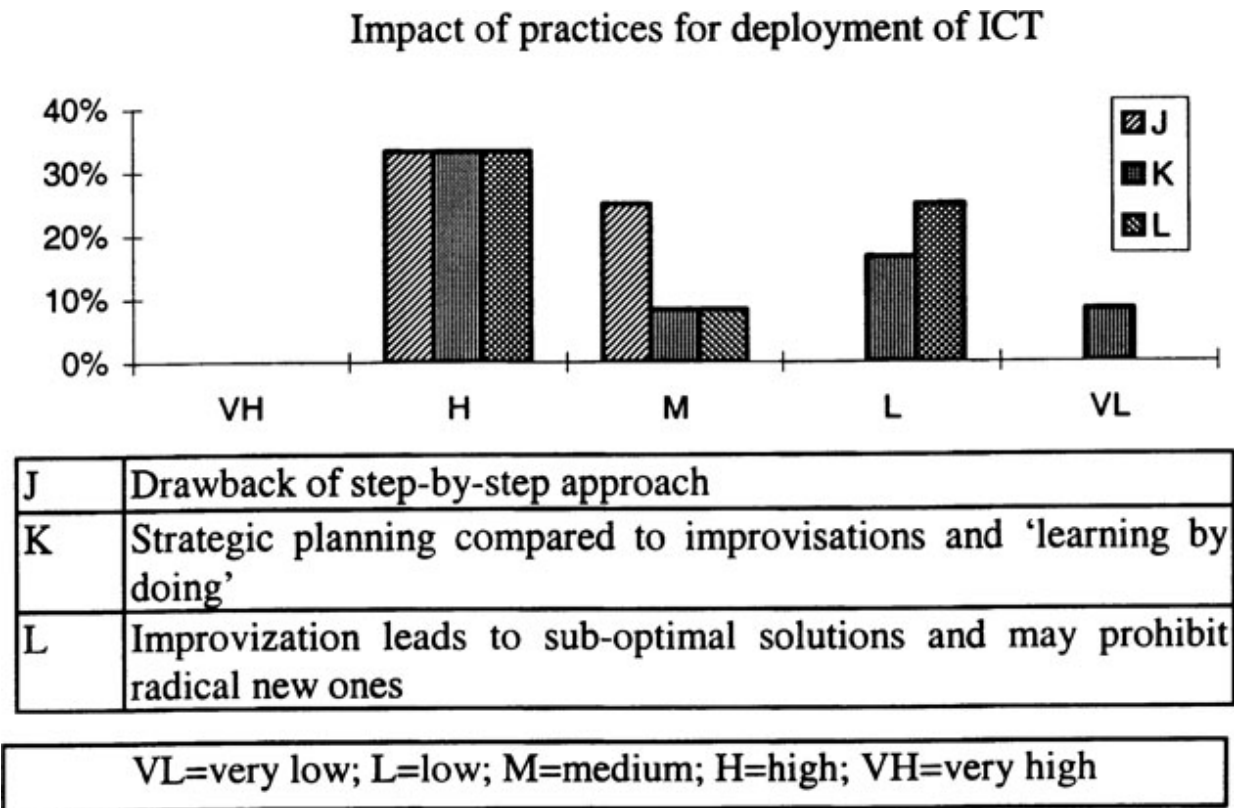 Impact of practices for deployment of ICT
40%
30%
20%
10%
0%
J
K
L
VH H M L VL
J Drawback of step-by-step approach
K Strategic planning compared to improvisations and ‘learning by
doing’
L Improvization leads to sub-optimal solutions and may prohibit
radical new ones
VL=very low; L=low; M=medium; H=high; VH=very high